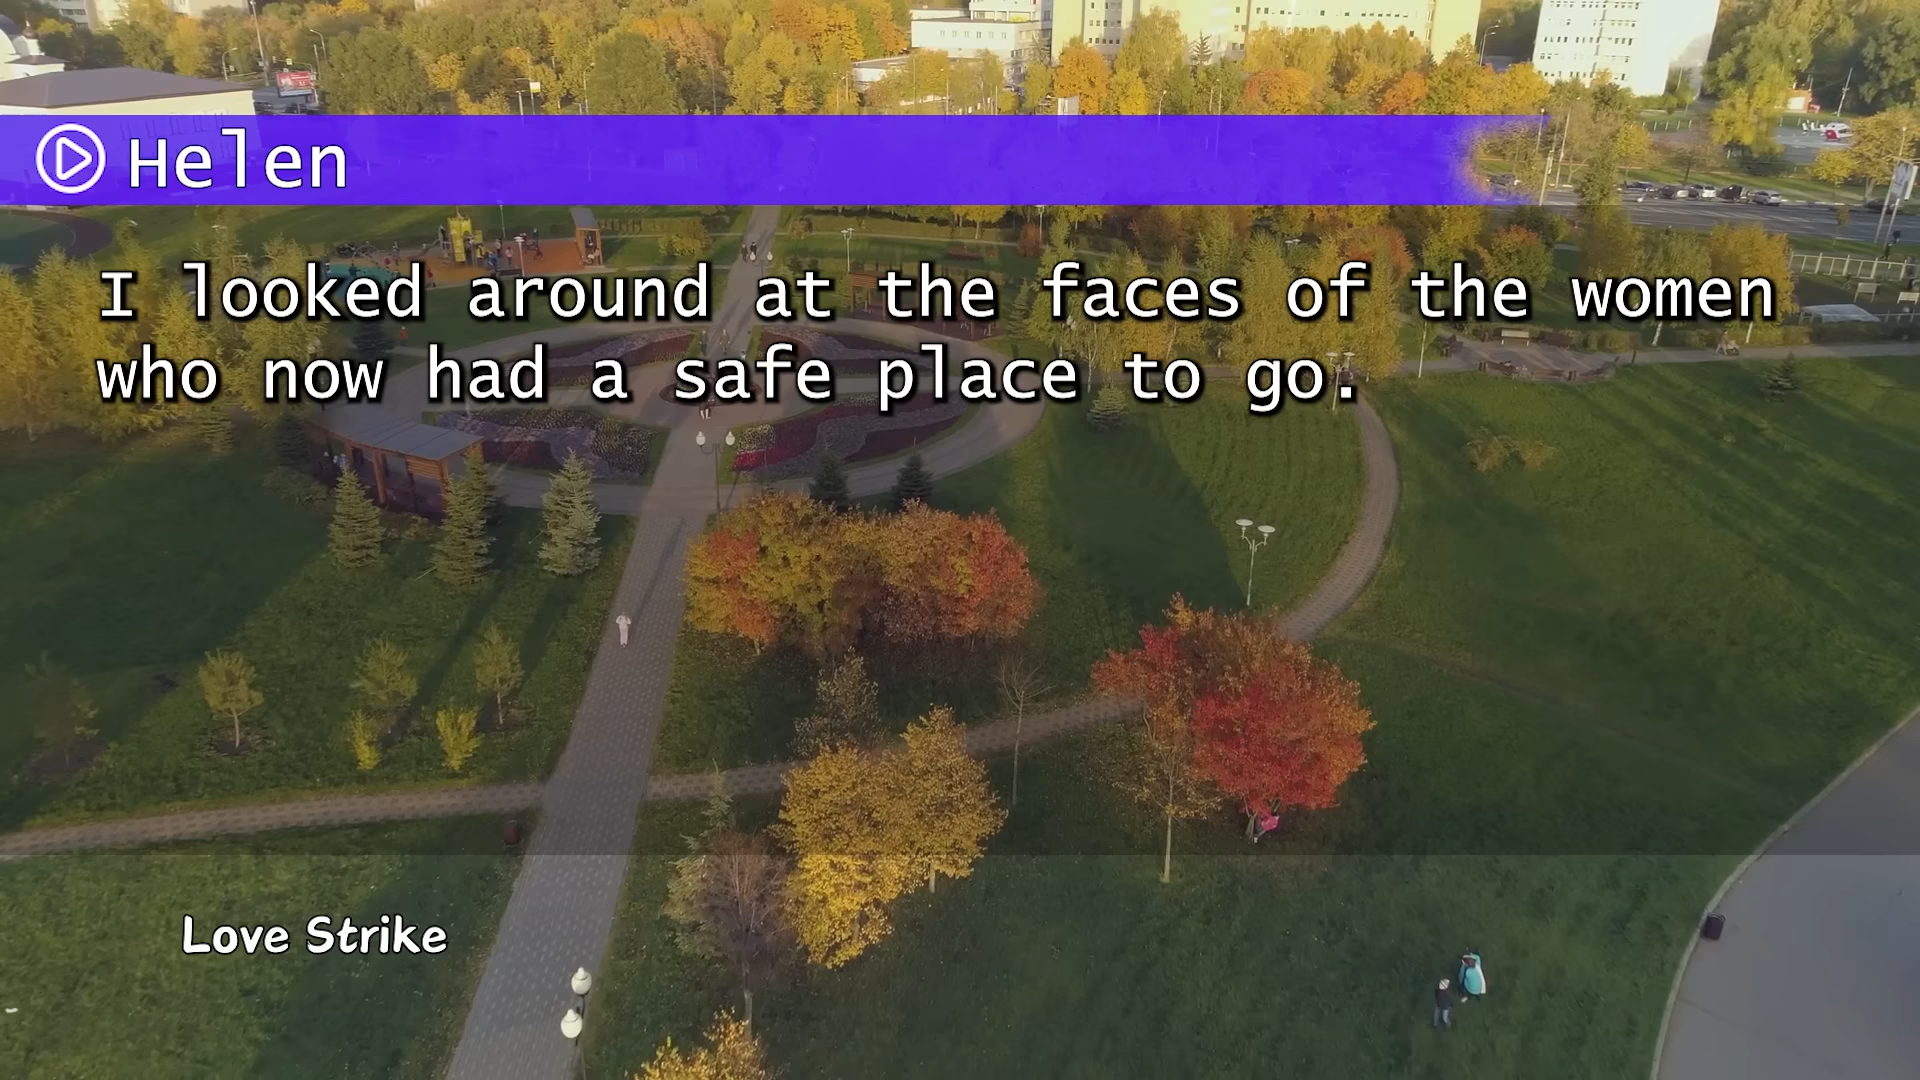 Helen
I looked around at the faces of the women
who now had a safe place to go.
Love Strike